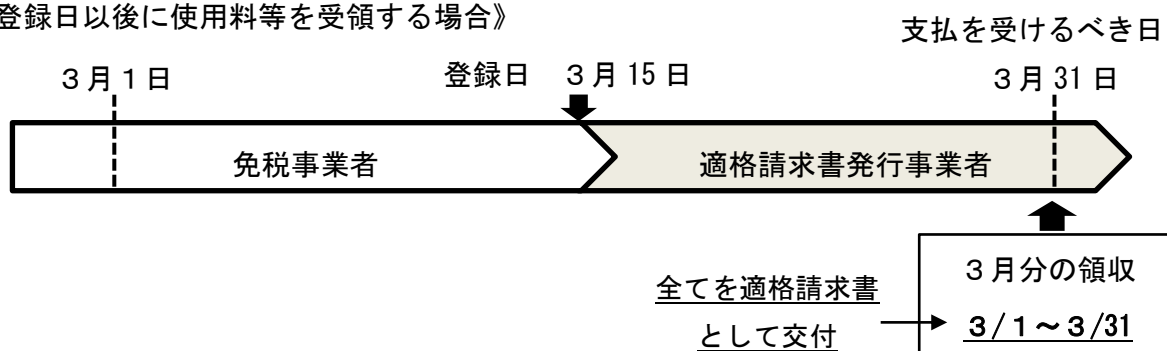 登録日以後に使用料等を受領する場合》
支払を受けるべき日
3月1日
登録日 3月15日
3月31日
免税事業者
適格請求書発行事業者
3月分の領収
全てを適格請求書
として交付
3/1~3/31